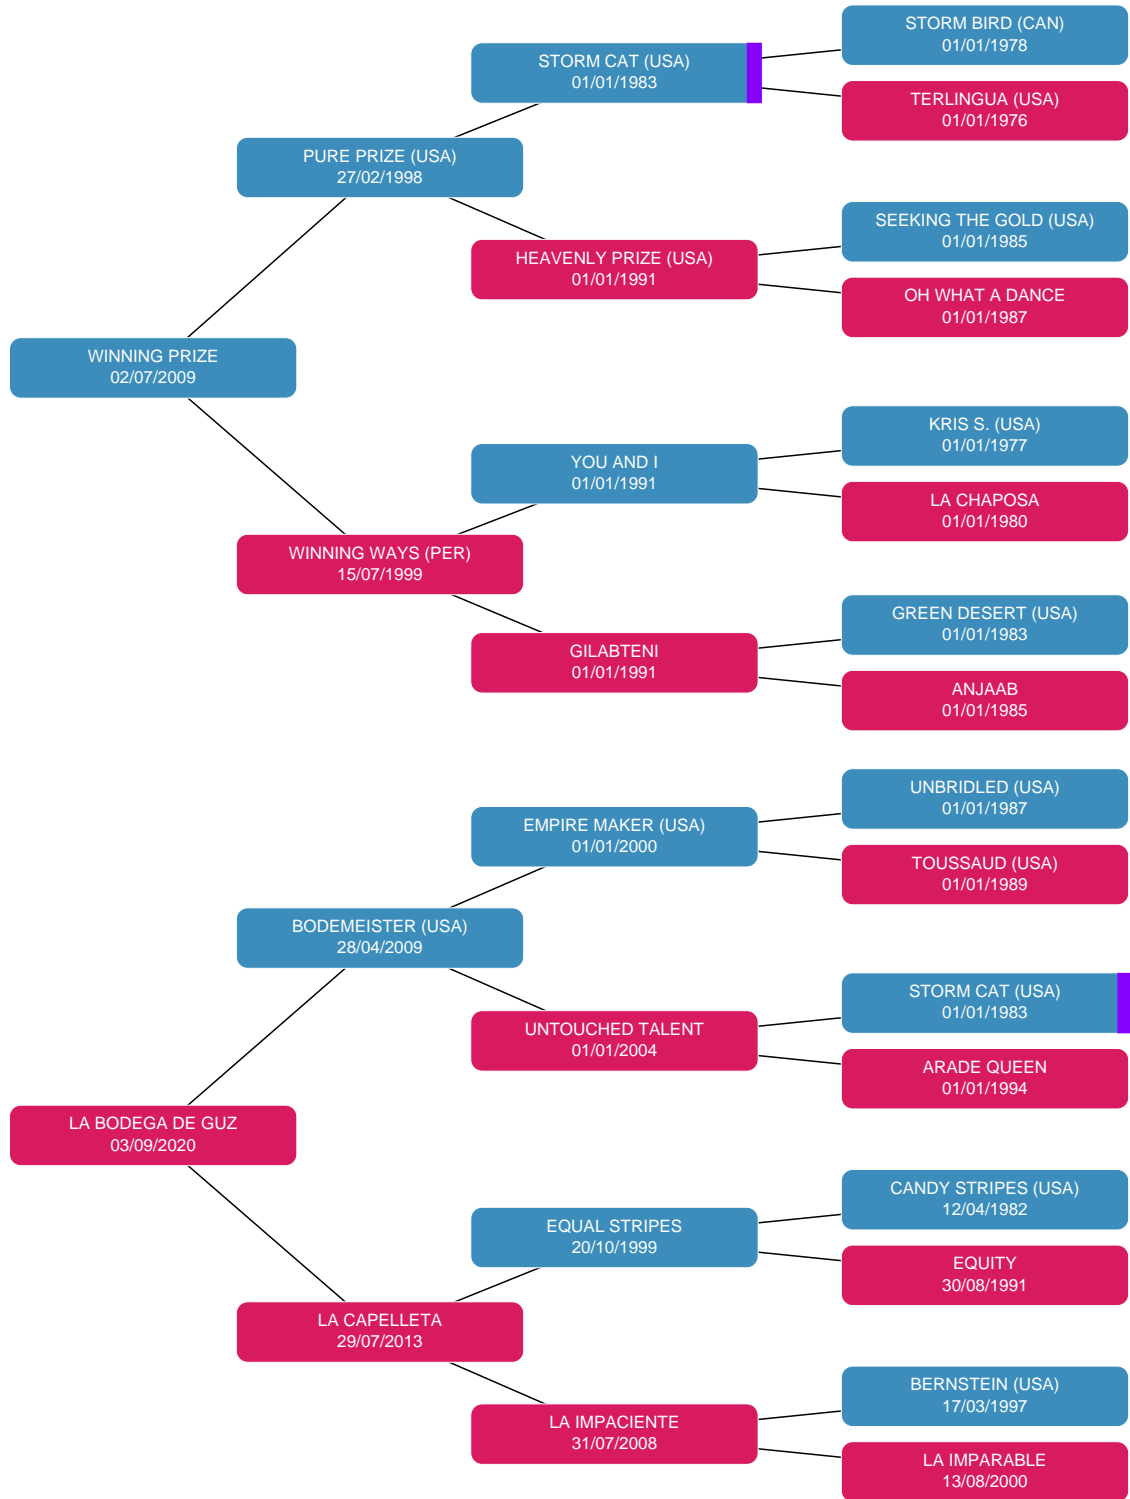 STORM BIRD (CAN)
01/01/1978
STORM CAT (USA)
01/01/1983
TERLINGUA (USA)
01/01/1976
PURE PRIZE (USA)
27/02/1998
SEEKING THE GOLD (USA)
01/01/1985
HEAVENLY PRIZE (USA)
01/01/1991
OH WHAT A DANCE
01/01/1987
WINNING PRIZE
02/07/2009
KRIS S. (USA)
01/01/1977
YOU AND I
01/01/1991
LA CHAPOSA
01/01/1980
WINNING WAYS (PER)
15/07/1999
GREEN DESERT (USA)
01/01/1983
GILABTENI
01/01/1991
ANJAAB
01/01/1985
UNBRIDLED (USA)
01/01/1987
EMPIRE MAKER (USA)
01/01/2000
TOUSSAUD (USA)
01/01/1989
BODEMEISTER (USA)
28/04/2009
STORM CAT (USA)
01/01/1983
UNTOUCHED TALENT
01/01/2004
ARADE QUEEN
01/01/1994
LA BODEGA DE GUZ
03/09/2020
CANDY STRIPES (USA)
12/04/1982
EQUAL STRIPES
20/10/1999
EQUITY
30/08/1991
LA CAPELLETA
29/07/2013
BERNSTEIN (USA)
17/03/1997
LA IMPACIENTE
31/07/2008
LA IMPARABLE
13/08/2000